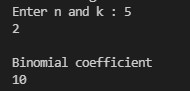 Enter n and k : 5
2
Binomial coefficient
10